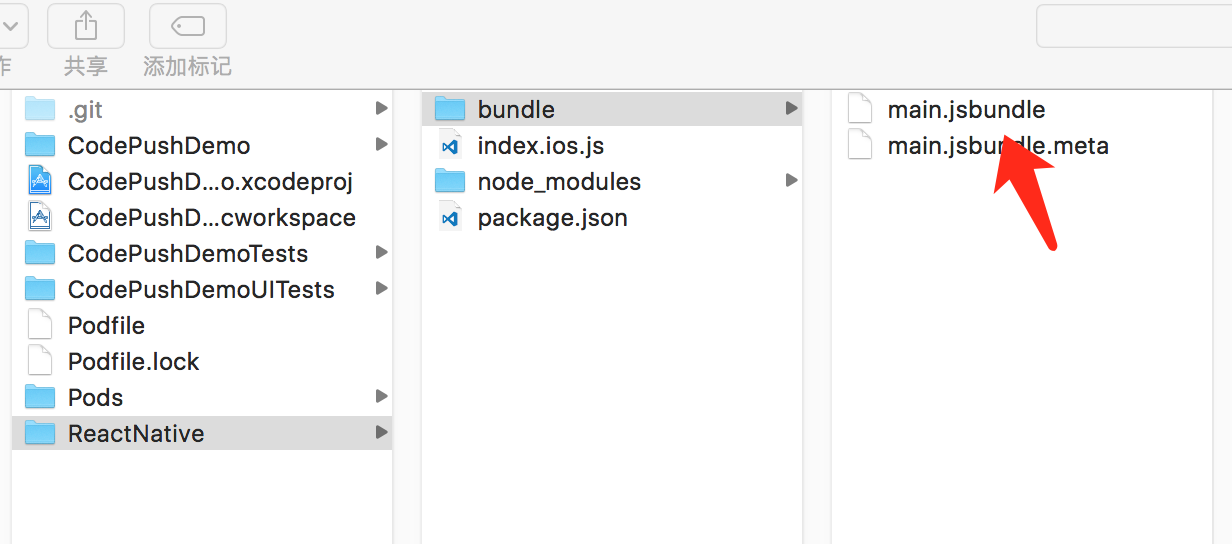 作
共享
添加标记
.git
CodePushDemo
CodePushD...o.xcodeproj
CodePushD...cworkspace
CodePushDemoTests
CodePushDemoUITests
Podfile
Podfile.lock
Pods
ReactNative
bundle
index.ios.js
node_modules
package.json
main.jsbundle
main.jsbundle.meta